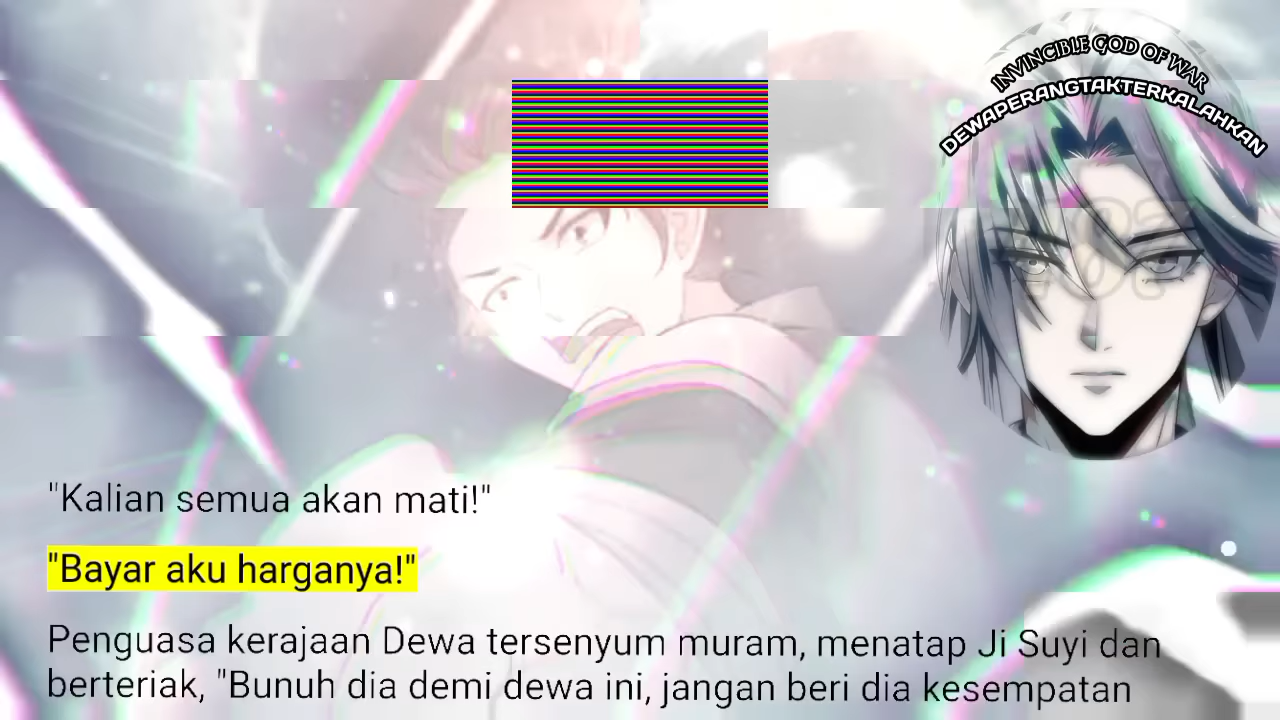 INVINCIBLE GOD OF WAR
DEWAPERANGTAKTERKALAHKAN
"Kalian semua akan mati!"
"Bayar aku harganya!"
Penguasa kerajaan Dewa tersenyum muram, menatap Ji Suyi dan
berteriak, "Bunuh dia demi dewa ini, jangan beri dia kesempatan